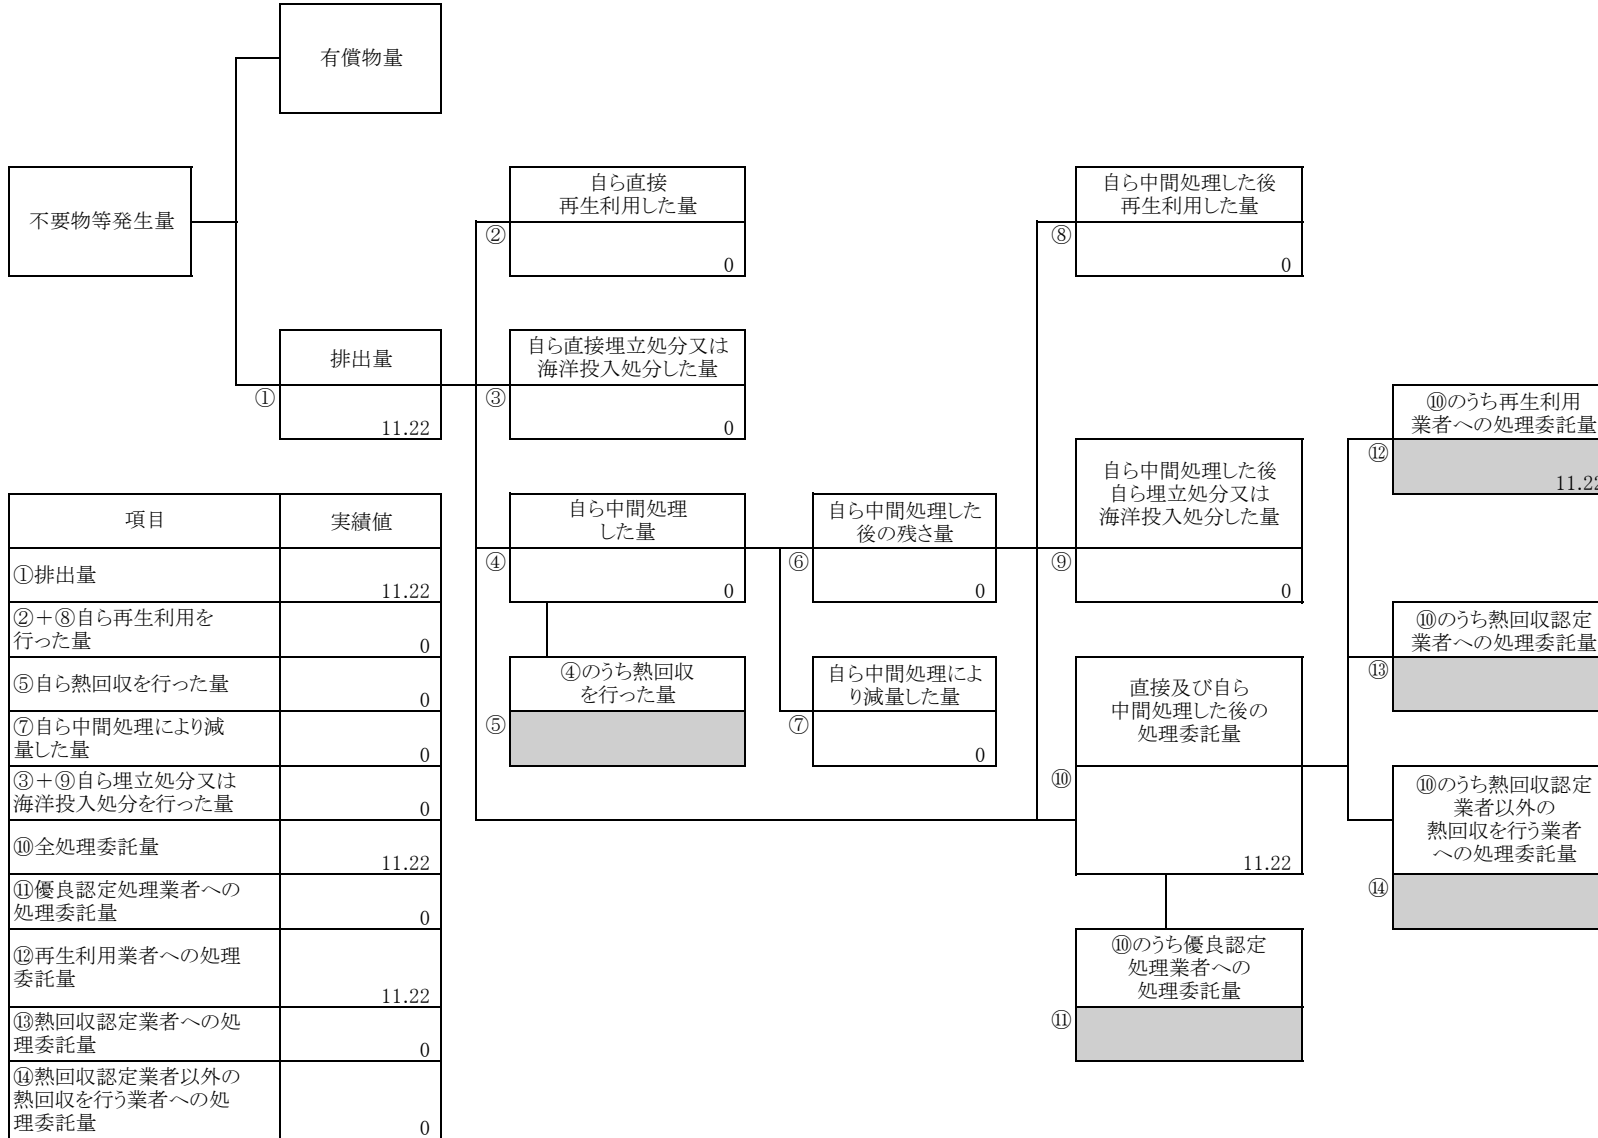 有償物量
不要物等発生量
自ら直接
再生利用した量
②
0
自ら中間処理した後
再生利用した量
⑧
0
排出量
①
11.22
自ら直接埋立処分又は
海洋投入処分した量
③
0
⑩のうち再生利用
業者への処理委託量
⑫
11.22
自ら中間処理
した量
④
0
自ら中間処理した
後の残さ量
⑥
0
自ら中間処理した後
自ら埋立処分又は
海洋投入処分した量
⑨
0
⑩のうち熱回収認定
業者への処理委託量
⑬
④のうち熱回収
を行った量
⑤
自ら中間処理によ
り減量した量
⑦
0
直接及び自ら
中間処理した後の
処理委託量
⑩
11.22
⑩のうち熱回収認定
業者以外の
熱回収を行う業者
への処理委託量
⑭
⑩のうち優良認定
処理業者への
処理委託量
⑪
項目 実績値
①排出量 11.22
②+⑧自ら再生利用を
行った量 0
⑤自ら熱回収を行った量 0
⑦自ら中間処理により減
量した量 0
③+⑨自ら埋立処分又は
海洋投入処分を行った量 0
⑩全処理委託量 11.22
⑪優良認定処理業者への
処理委託量 0
⑫再生利用業者への処理
委託量 11.22
⑬熱回収認定業者への処
理委託量 0
⑭熱回収認定業者以外の
熱回収を行う業者への処
理委託量 0